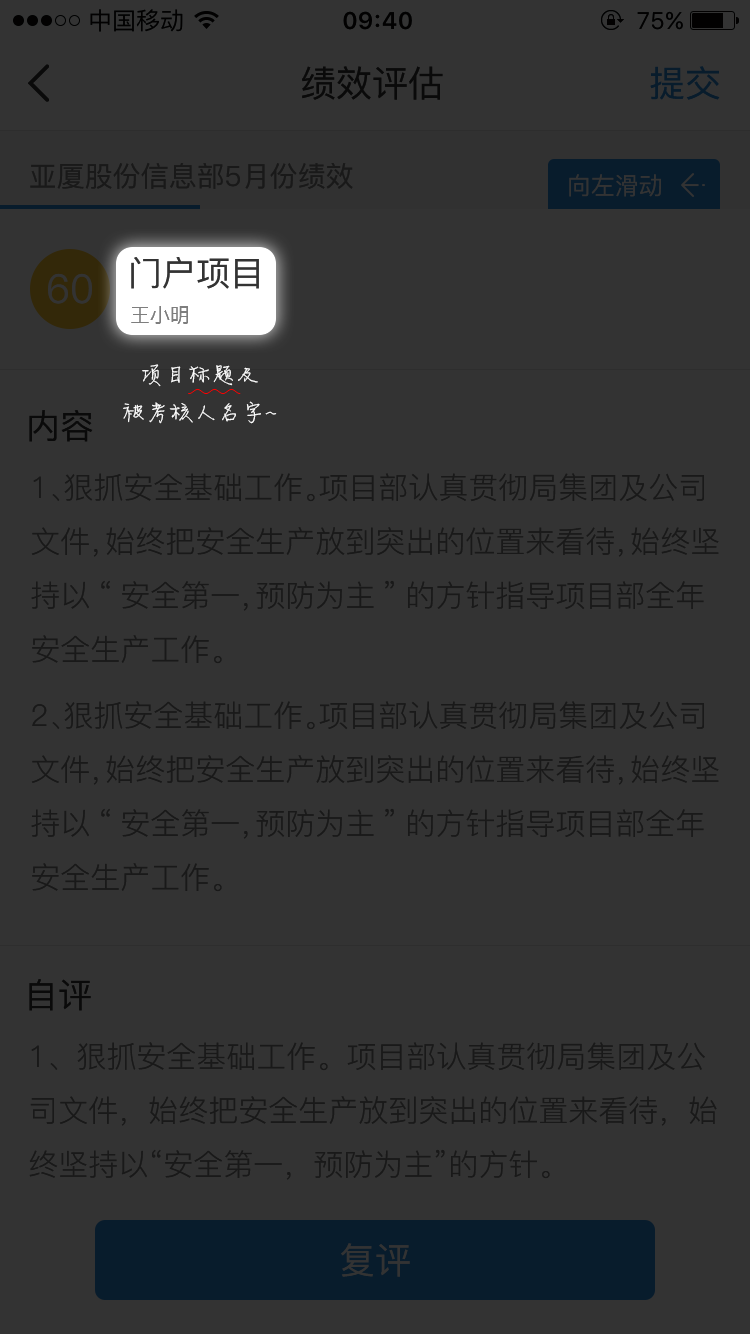 中国移动 09:40 75%
绩效评估 提交
亚厦股份信息部5月份绩效 向左滑动
60 门户项目
王小明
项目标题及
被考核人名字~
内容
1、狠抓安全基础工作。项目部认真贯彻局集团及公司
文件,始终把安全生产放到突出的位置来看待,始终坚
持以“安全第一,预防为主”的方针指导项目部全年
安全生产工作。
2、狠抓安全基础工作。项目部认真贯彻局集团及公司
文件,始终把安全生产放到突出的位置来看待,始终坚
持以“安全第一,预防为主”的方针指导项目部全年
安全生产工作。
自评
1、狠抓安全基础工作。项目部认真贯彻局集团及公
司文件，始终把安全生产放到突出的位置来看待，始
终坚持以“安全第一，预防为主”的方针。
复评